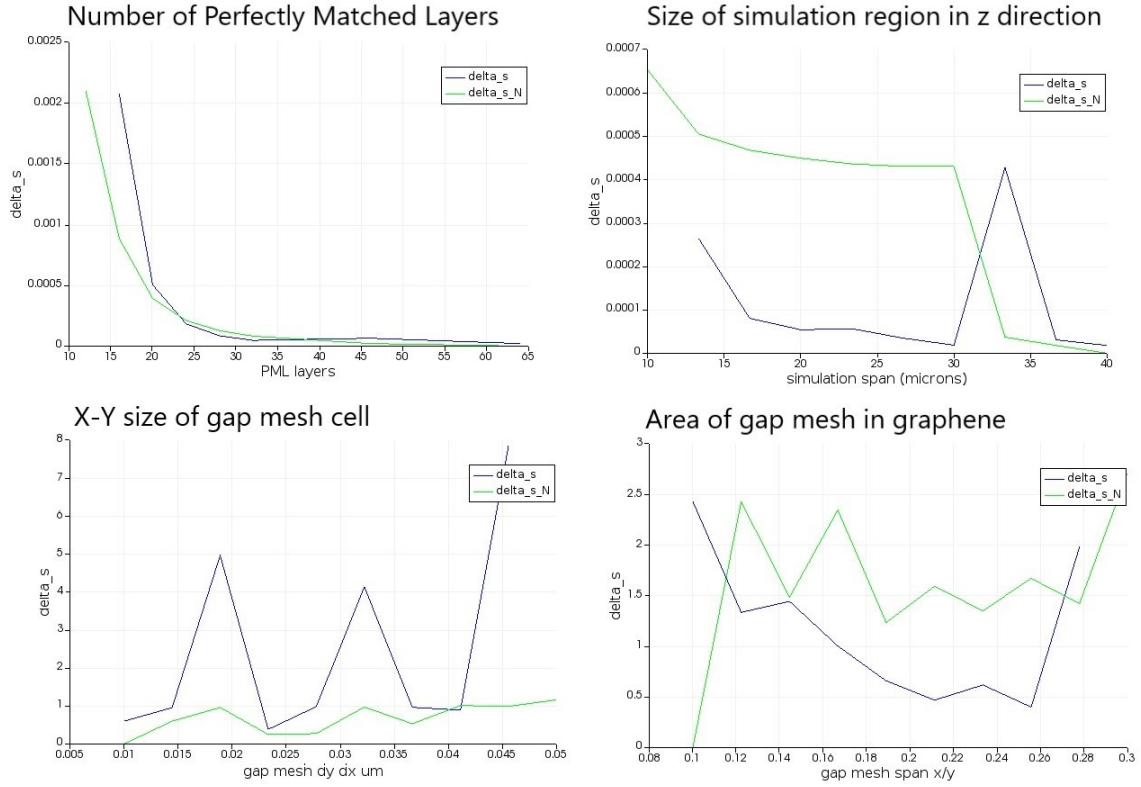 Number of Perfectly Matched Layers
0.0025
0.002
0.0015
0.001
0.0005
0
delta_s
delta_s
delta_s_N
10 15 20 25 30 35 40 45 50 55 60 65
PML layers
Size of simulation region in z direction
0.0007
0.0006
0.0005
0.0004
0.0003
0.0002
0.0001
0
delta_s
delta_s
delta_s_N
10 15 20 25 30 35 40
simulation span (microns)
X-Y size of gap mesh cell
8
7
6
5
4
3
2
1
0
delta_s
delta_s
delta_s_N
0.005 0.01 0.015 0.02 0.025 0.03 0.035 0.04 0.045 0.05
gap mesh dy dx um
Area of gap mesh in graphene
3
2.5
2
1.5
1
0.5
0
delta_s
delta_s
delta_s_N
0.08 0.1 0.12 0.14 0.16 0.18 0.2 0.22 0.24 0.26 0.28 0.3
gap mesh span x/y